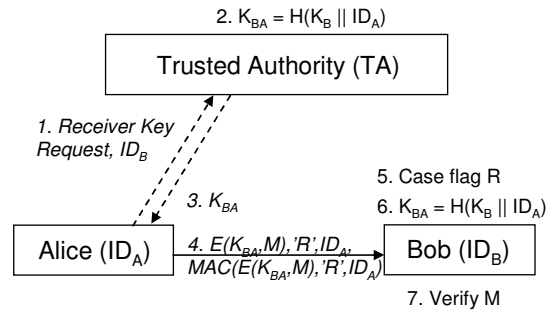 2. K_BA = H(K_B || ID_A)
Trusted Authority (TA)
1. Receiver Key
Request, ID_B
3. K_BA
5. Case flag R
6. K_BA = H(K_B || ID_A)
Alice (ID_A)
4. E(K_BA,M),'R',ID_A,
MAC(E(K_BA,M),'R',ID_A)
Bob (ID_B)
7. Verify M